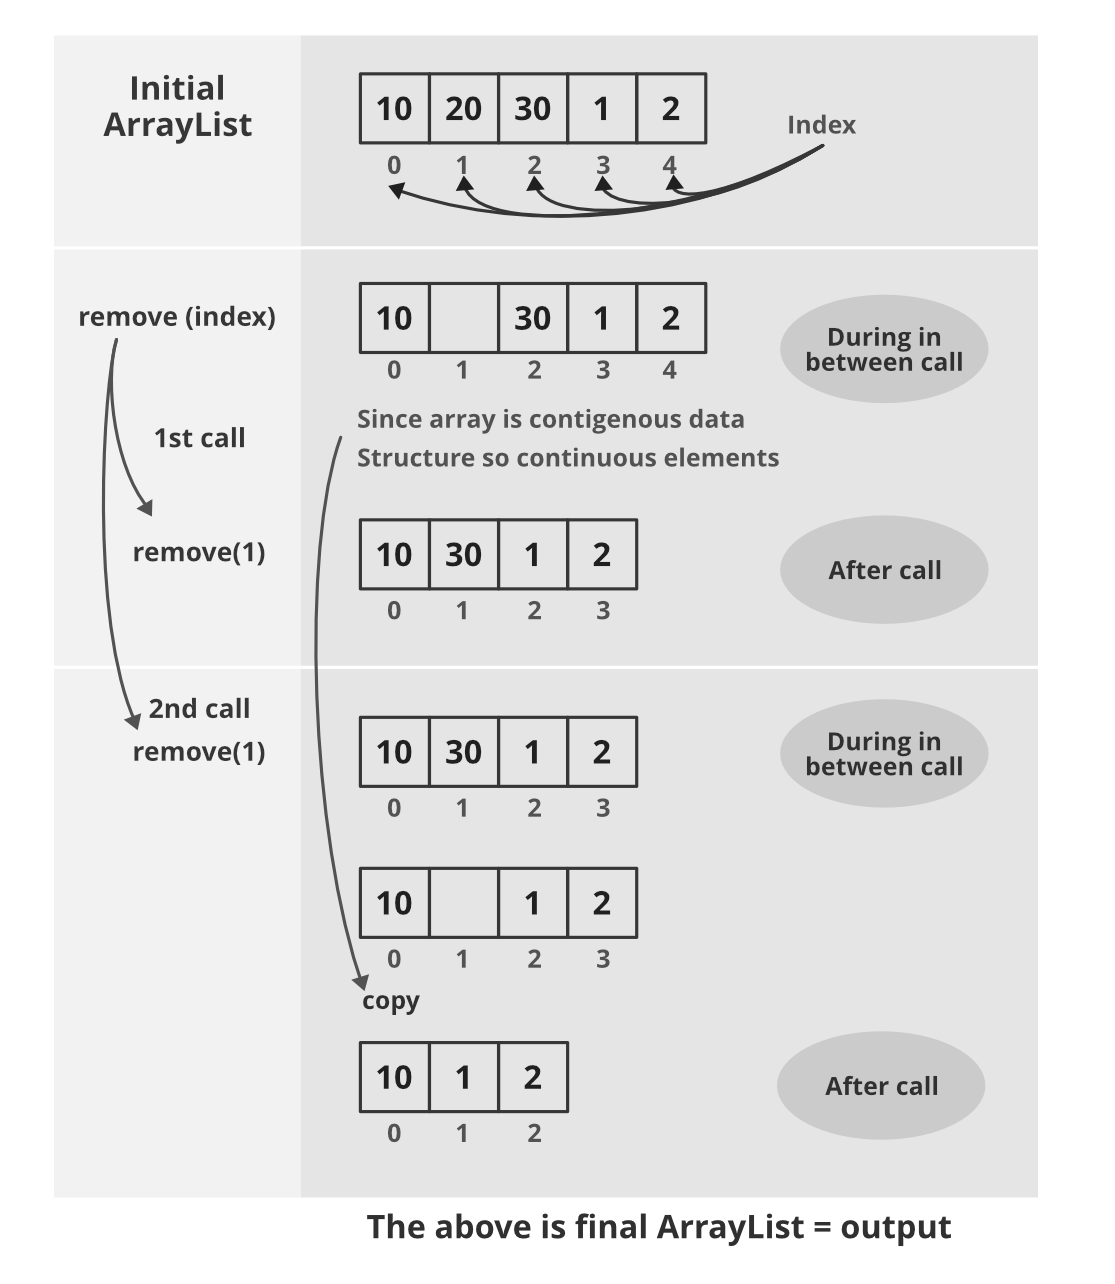 Initial
ArrayList
10 20 30 1 2
0 1 2 3 4
Index
remove (index)
10 30 1 2
0 1 2 3 4
During in
between call
1st call
Since array is contigenous data
Structure so continuous elements
remove(1)
10 30 1 2
0 1 2 3
After call
2nd call
remove(1)
10 30 1 2
0 1 2 3
During in
between call
10 1 2
0 1 2 3
copy
10 1 2
0 1 2
After call
The above is final ArrayList = output